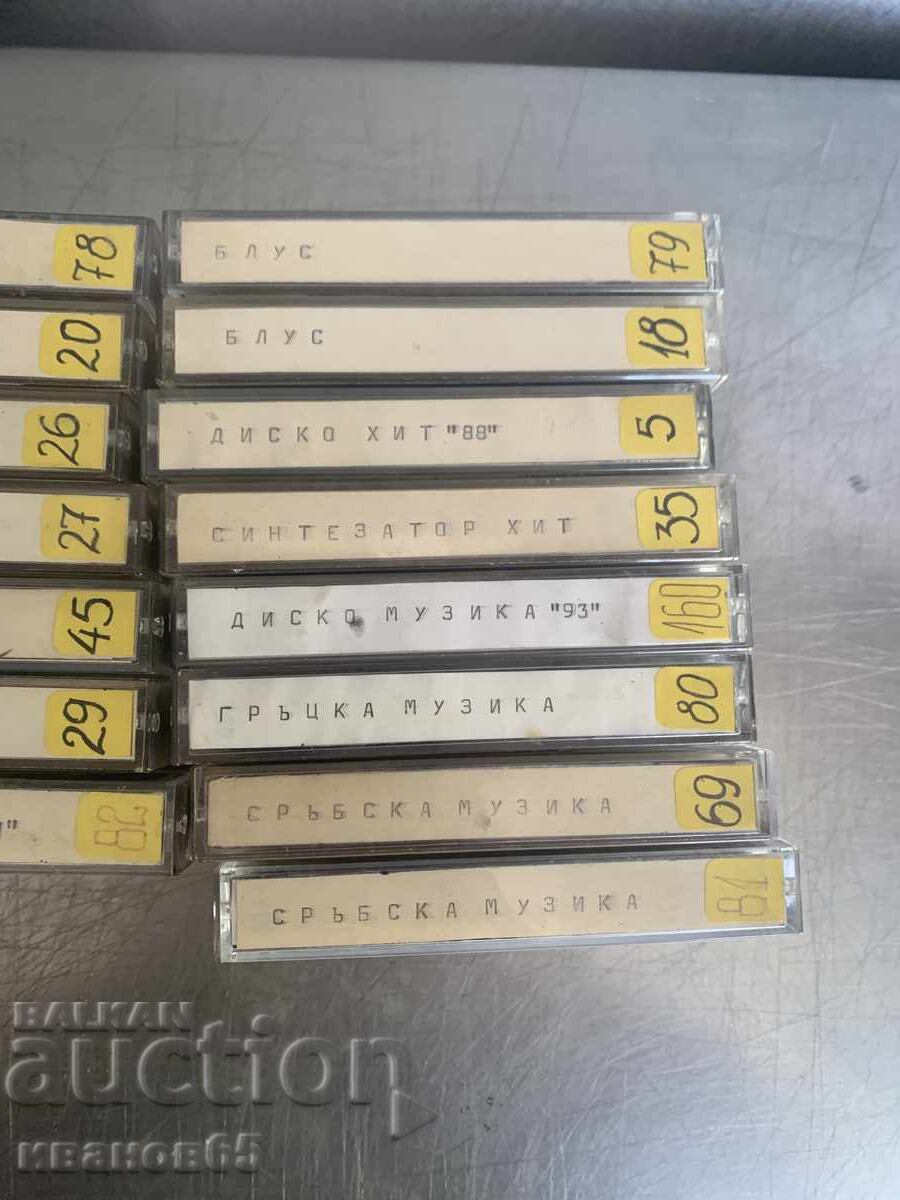 78
20
26
27
45
29
82
БЛУС 79
БЛУС 18
ДИСКО ХИТ "88" 5
СИНТЕЗАТОР ХИТ 35
ДИСКО МУЗИКА "93" 160
ГРЪЦКА МУЗИКА 80
СРЪБСКА МУЗИКА 69
СРЪБСКА МУЗИКА 81
BALKAN
auction
иванов65